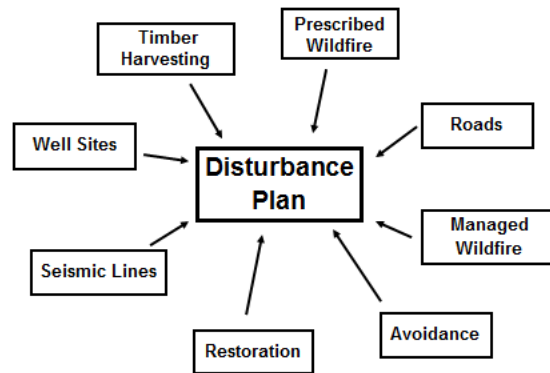 Timber
Harvesting
Prescribed
Wildfire
Roads
Well Sites
Disturbance
Plan
Managed
Wildfire
Seismic Lines
Avoidance
Restoration